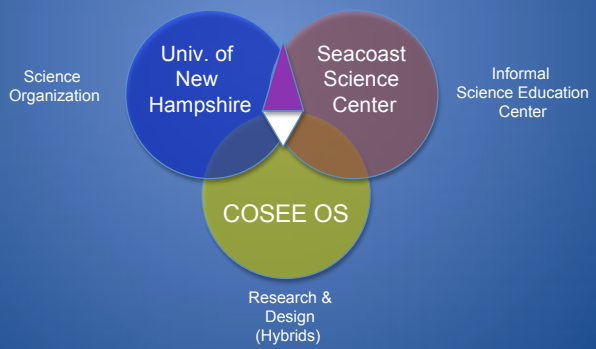 Science
Organization
Univ. of
New
Hampshire
Seacoast
Science
Center
Informal
Science Education
Center
COSEE OS
Research &
Design
(Hybrids)